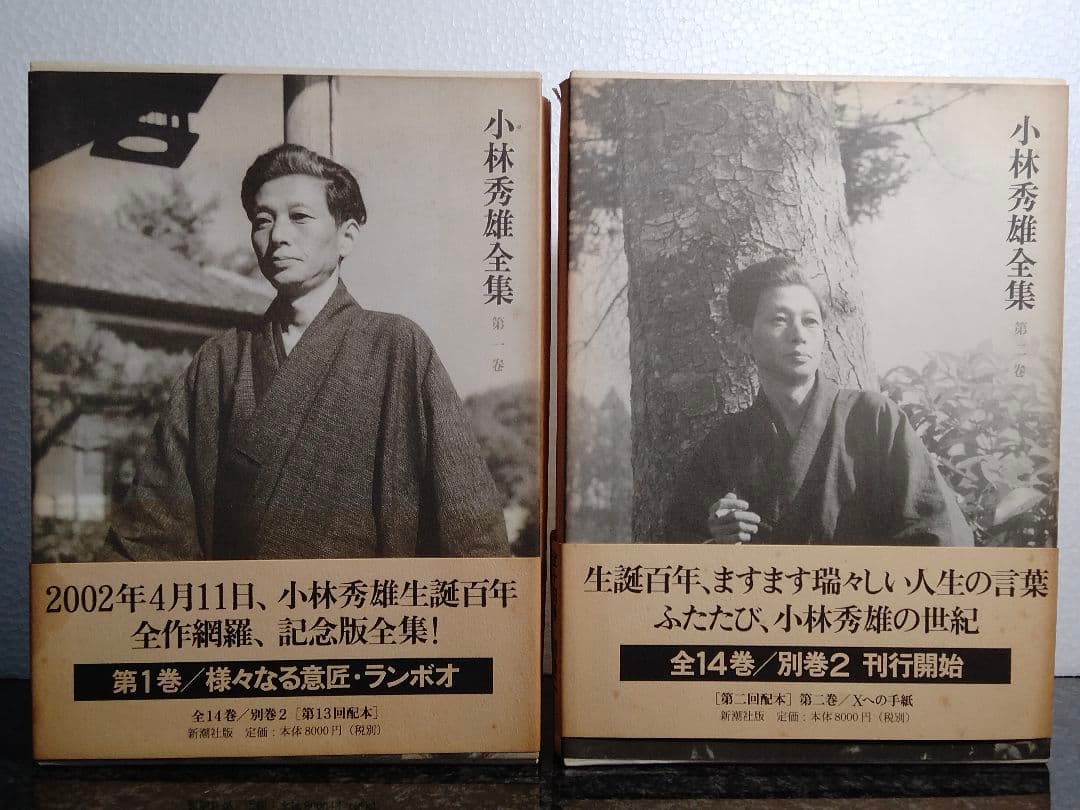 小林秀雄全集 第一巻
2002年4月11日、小林秀雄生誕百年
全作網羅、記念版全集!
第1巻/様々なる意匠・ランボオ
全14巻/別巻2 [第13回配本]
新潮社版 定価:本体8000円(税別)
小林秀雄全集 第二巻
生誕百年、ますます瑞々しい人生の言葉
ふたたび、小林秀雄の世紀
全14巻/別巻2 刊行開始
[第二回配本] 第二巻/Xへの手紙
新潮社版 定価:本体8000円(税別)